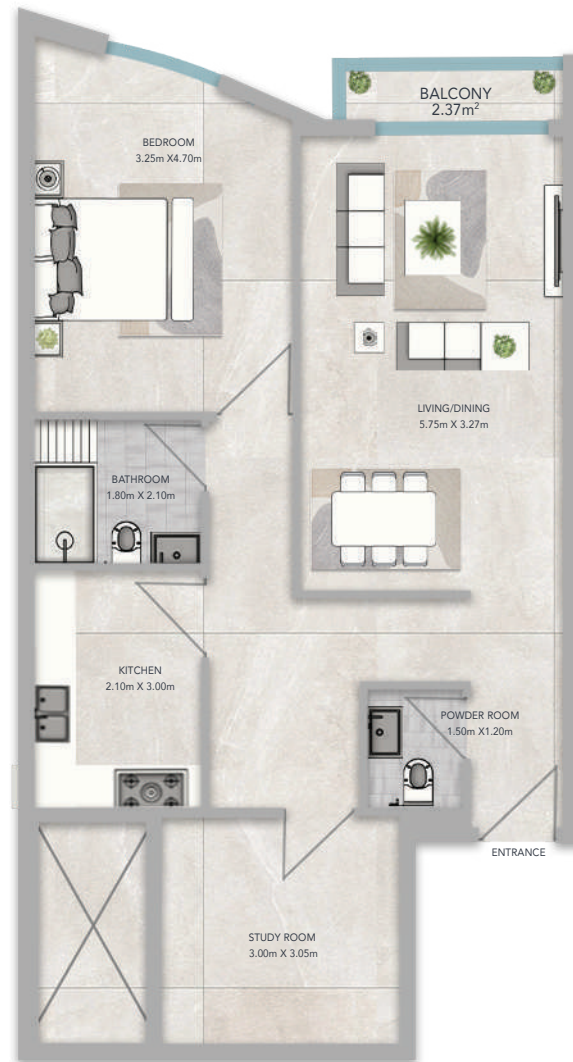 BALCONY
2.37m²
BEDROOM
3.25m X4.70m
LIVING/DINING
5.75m X 3.27m
BATHROOM
1.80m X 2.10m
KITCHEN
2.10m X 3.00m
POWDER ROOM
1.50m X1.20m
ENTRANCE
STUDY ROOM
3.00m X 3.05m